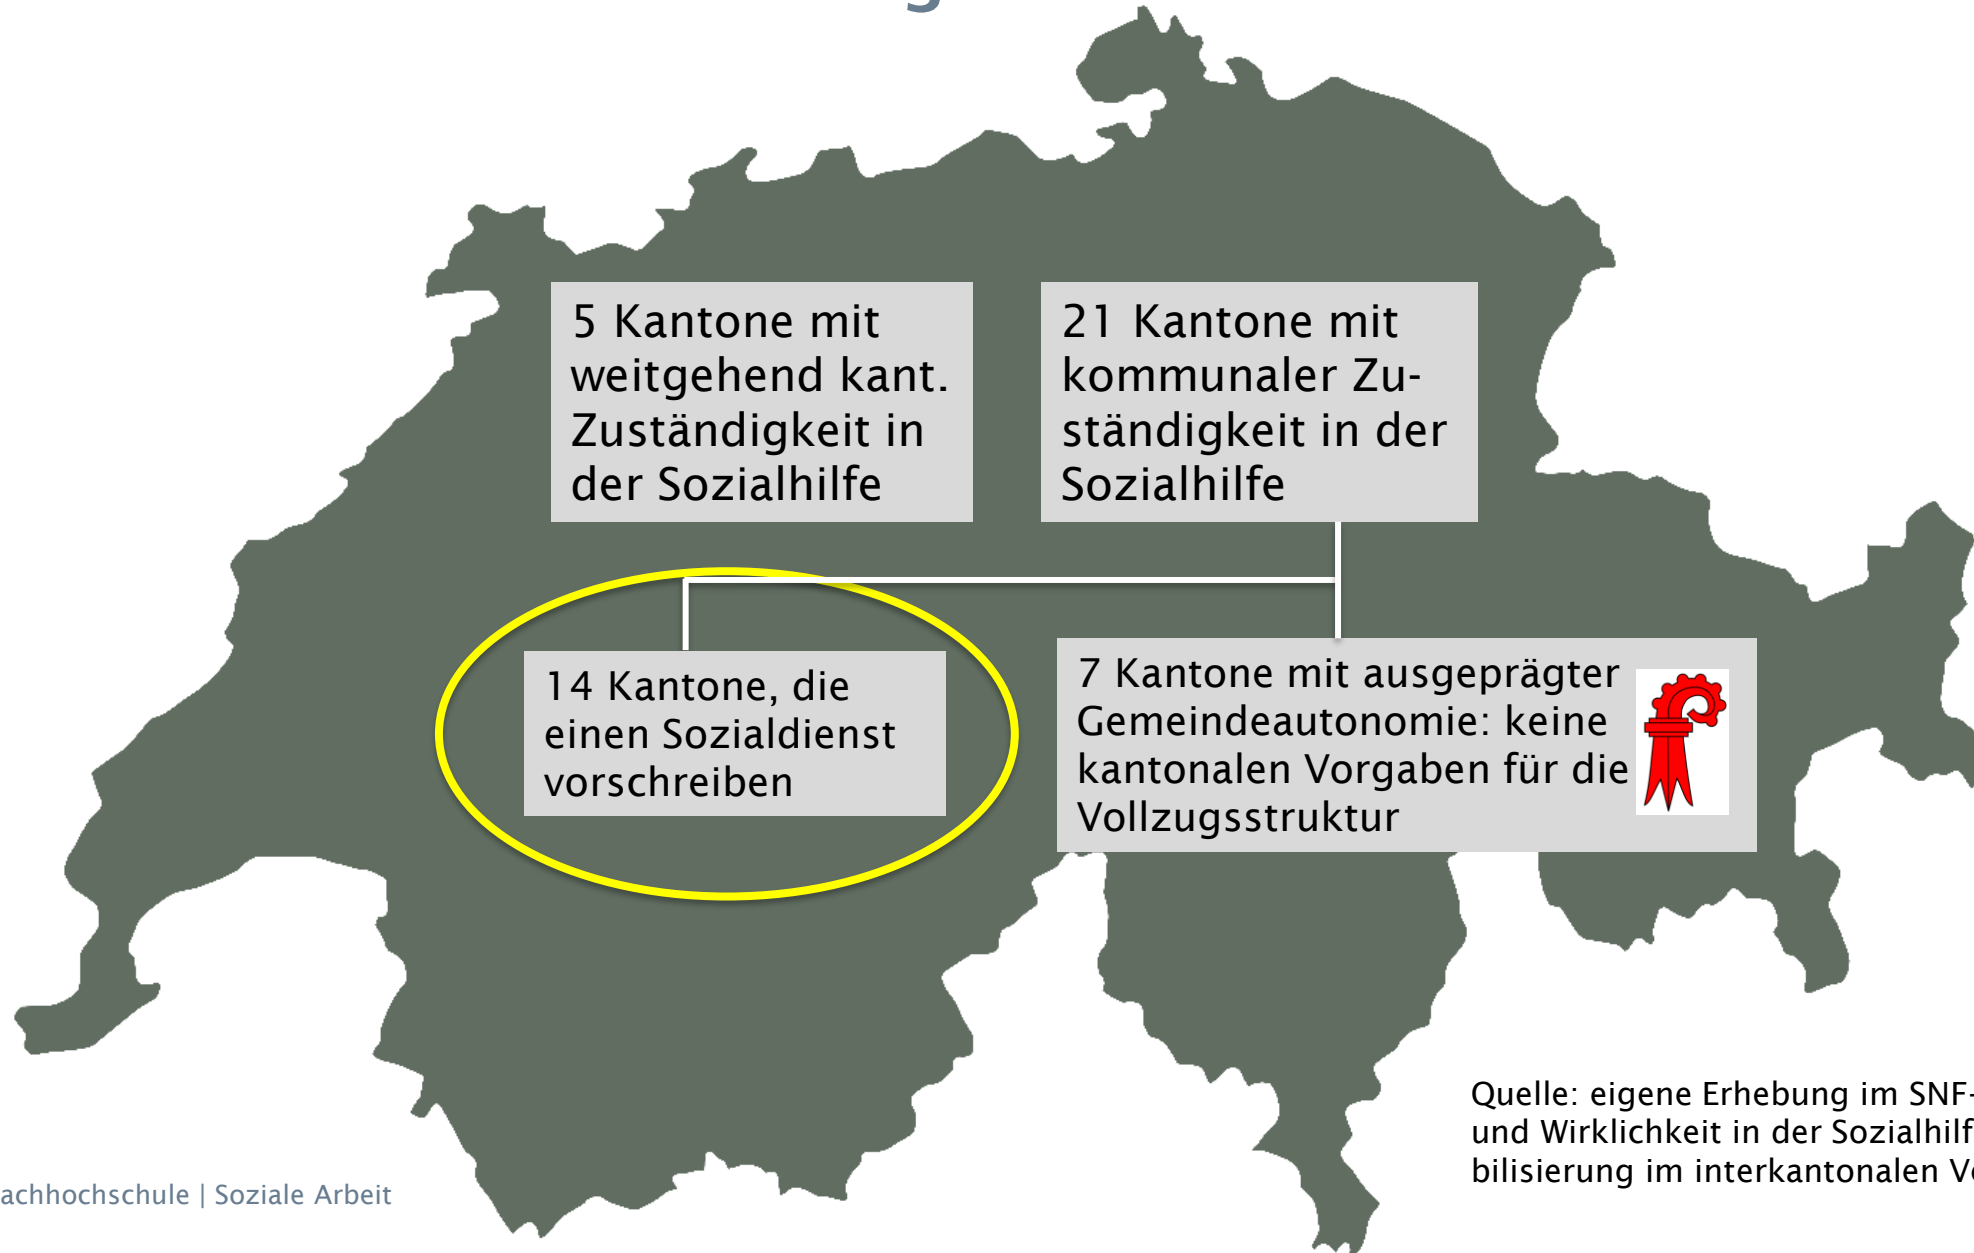 5 Kantone mit
weitgehend kant.
Zuständigkeit in
der Sozialhilfe
21 Kantone mit
kommunaler Zu-
ständigkeit in der
Sozialhilfe
14 Kantone, die
einen Sozialdienst
vorschreiben
7 Kantone mit ausgeprägter
Gemeindeautonomie: keine
kantonalen Vorgaben für die
Vollzugsstruktur
Quelle: eigene Erhebung im SNF-
und Wirklichkeit in der Sozialhilf
bilisierung im interkantonalen V
achhochschule | Soziale Arbeit